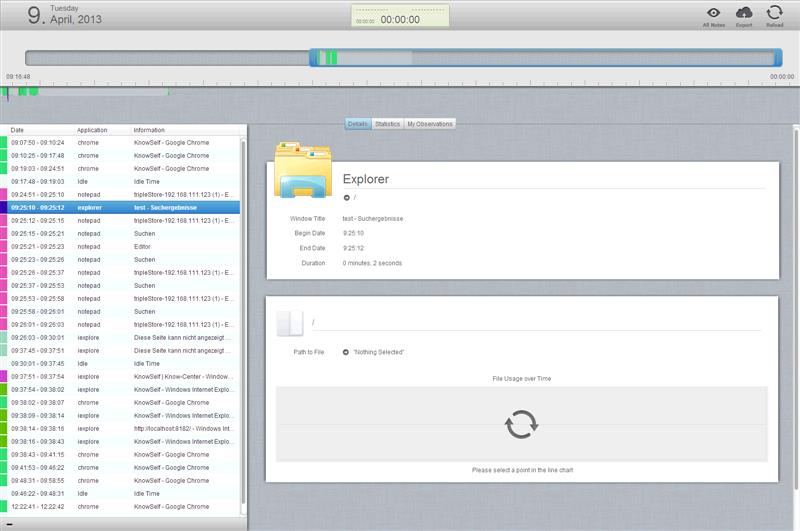 9. Tuesday
April, 2013
00:00:00 00:00:00
All Notes Export Reload
09:16:48 00:00:00
Details Statistics My Observations
Date Application Information
09:07:50 - 09:10:24 chrome KnowSelf - Google Chrome
09:10:25 - 09:17:48 chrome KnowSelf - Google Chrome
09:19:03 - 09:24:51 chrome KnowSelf - Google Chrome
09:17:48 - 09:19:03 Idle Idle Time
09:24:51 - 09:25:10 notepad tripleStore-192.168.111.123 (1) - E...
09:25:10 - 09:25:12 explorer test - Suchergebnisse
09:25:12 - 09:25:15 notepad tripleStore-192.168.111.123 (1) - E...
09:25:15 - 09:25:21 notepad Suchen
09:25:21 - 09:25:23 notepad Editor
09:25:23 - 09:25:26 notepad Suchen
09:25:26 - 09:25:37 notepad tripleStore-192.168.111.123 (1) - E...
09:25:37 - 09:25:53 notepad Suchen
09:25:53 - 09:25:58 notepad tripleStore-192.168.111.123 (1) - E...
09:25:58 - 09:26:01 notepad Suchen
09:26:01 - 09:26:03 notepad tripleStore-192.168.111.123 (1) - E...
09:26:03 - 09:30:01 iexplore Diese Seite kann nicht angezeigt ...
09:37:45 - 09:37:51 iexplore Diese Seite kann nicht angezeigt ...
09:30:01 - 09:37:45 Idle Idle Time
09:37:51 - 09:37:54 iexplore KnowSelf | Know-Center - Window...
09:37:54 - 09:38:02 iexplore KnowSelf - Windows Internet Explo...
09:38:02 - 09:38:07 chrome KnowSelf - Google Chrome
09:38:09 - 09:38:14 iexplore KnowSelf - Windows Internet Explo...
09:38:14 - 09:38:16 iexplore http://localhost:8182/ - Windows Int...
09:38:16 - 09:38:43 iexplore KnowSelf - Windows Internet Explo...
09:38:43 - 09:41:15 chrome KnowSelf - Google Chrome
09:41:53 - 09:46:22 chrome KnowSelf - Google Chrome
09:48:31 - 09:58:55 chrome KnowSelf - Google Chrome
09:46:22 - 09:48:31 Idle Idle Time
12:22:41 - 12:22:42 chrome KnowSelf - Google Chrome
Explorer
/
Window Title test - Suchergebnisse
Begin Date 9:25:10
End Date 9:25:12
Duration 0 minutes, 2 seconds
/
Path to File "Nothing Selected"
File Usage over Time
Please select a point in the line chart